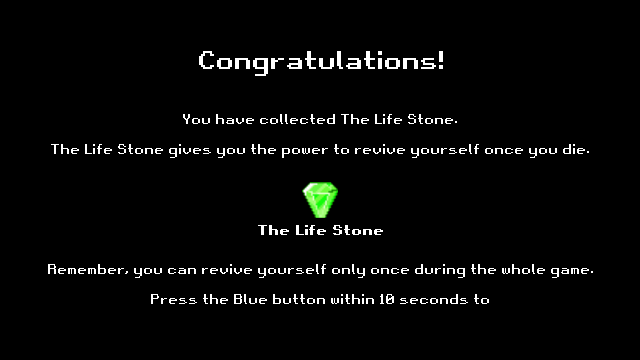 Congratulations!
You have collected The Life Stone.
The Life Stone gives you the power to revive yourself once you die.
The Life Stone
Remember, you can revive yourself only once during the whole game.
Press the Blue button within 10 seconds to